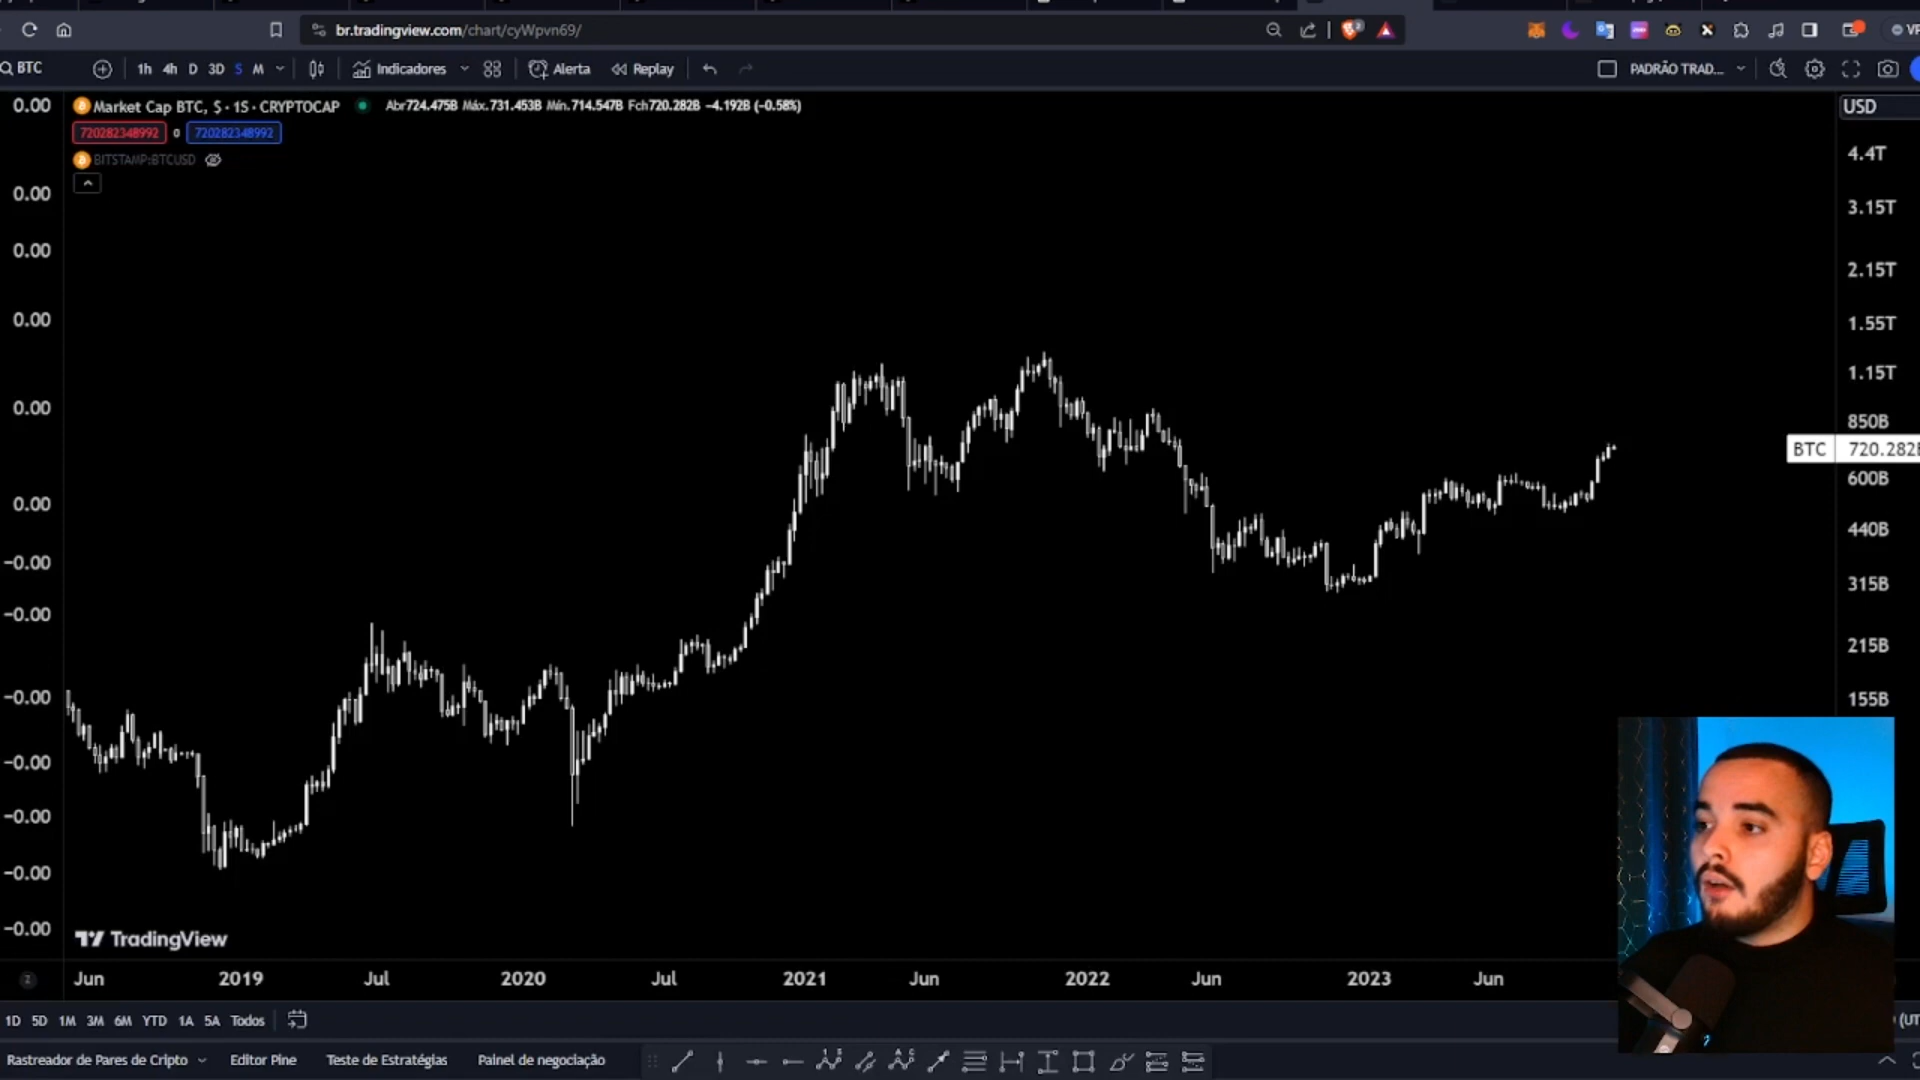 br.tradingview.com/chart/cyWpvn69/
BTC 1h 4h D 3D S M Indicadores Alerta Replay PADRÃO TRAD...
Market Cap BTC, $ · 1S · CRYPTOCAP Abr724.475B Máx.731.453B Mín.714.547B Fch720.282B −4.192B (−0.58%)
720282348992 0 720282348992
BITSTAMP:BTCUSD
0.00
0.00
0.00
0.00
0.00
0.00
−0.00
−0.00
−0.00
−0.00
−0.00
−0.00
−0.00
USD
4.4T
3.15T
2.15T
1.55T
1.15T
850B
BTC 720.282B
600B
440B
315B
215B
155B
TradingView
Jun 2019 Jul 2020 Jul 2021 Jun 2022 Jun 2023 Jun
1D 5D 1M 3M 6M YTD 1A 5A Todos (UT
Rastreador de Pares de Cripto Editor Pine Teste de Estratégias Painel de negociação